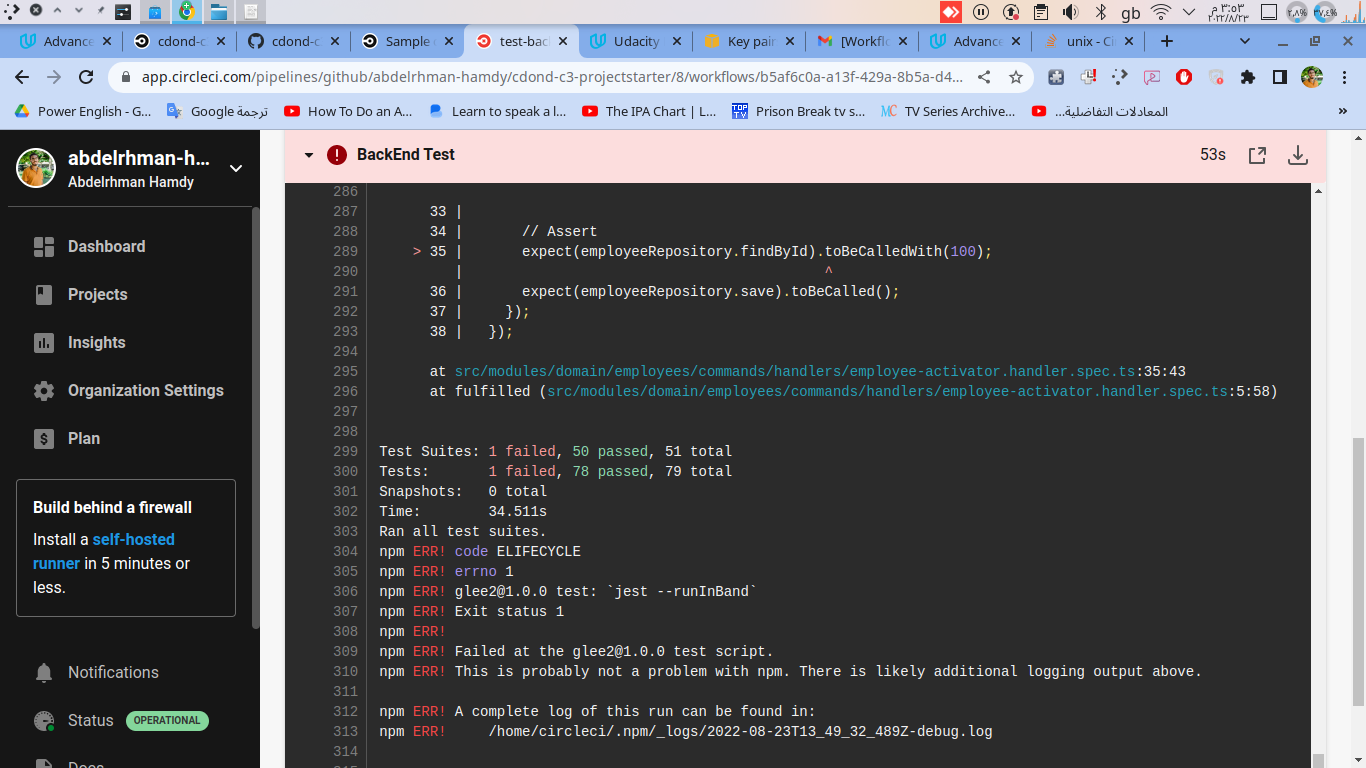 gb
٣:٥٣ م
٢٠٢٢/٨/٢٣
٢,٨%
٣٧,٤%
Advance
cdond-c
cdond-c
Sample
test-bac
Udacity
Key pair
[Workfl
Advance
unix - Ci
app.circleci.com/pipelines/github/abdelrhman-hamdy/cdond-c3-projectstarter/8/workflows/b5af6c0a-a13f-429a-8b5a-d4...
Power English - G...
Google ترجمة
How To Do an A...
Learn to speak a l...
The IPA Chart | L...
TOP TV
Prison Break tv s...
MC
TV Series Archive...
المعادلات التفاضلية...
»
abdelrhman-h...
Abdelrhman Hamdy
Dashboard
Projects
Insights
Organization Settings
Plan
Build behind a firewall
Install a self-hosted
runner in 5 minutes or
less.
Notifications
Status OPERATIONAL
Docs
BackEnd Test
53s
286
287 33 |
288 34 | // Assert
289 > 35 | expect(employeeRepository.findById).toBeCalledWith(100);
290 | ^
291 36 | expect(employeeRepository.save).toBeCalled();
292 37 | });
293 38 | });
294
295 at src/modules/domain/employees/commands/handlers/employee-activator.handler.spec.ts:35:43
296 at fulfilled (src/modules/domain/employees/commands/handlers/employee-activator.handler.spec.ts:5:58)
297
298
299 Test Suites: 1 failed, 50 passed, 51 total
300 Tests: 1 failed, 78 passed, 79 total
301 Snapshots: 0 total
302 Time: 34.511s
303 Ran all test suites.
304 npm ERR! code ELIFECYCLE
305 npm ERR! errno 1
306 npm ERR! glee2@1.0.0 test: `jest --runInBand`
307 npm ERR! Exit status 1
308 npm ERR!
309 npm ERR! Failed at the glee2@1.0.0 test script.
310 npm ERR! This is probably not a problem with npm. There is likely additional logging output above.
311
312 npm ERR! A complete log of this run can be found in:
313 npm ERR! /home/circleci/.npm/_logs/2022-08-23T13_49_32_489Z-debug.log
314